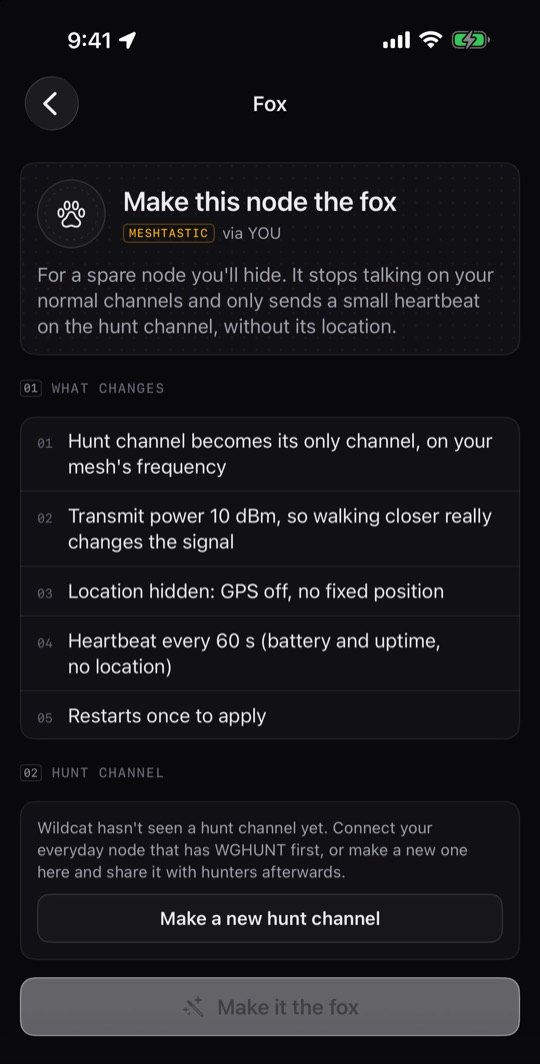 9:41
Fox
Make this node the fox
MESHTASTIC via YOU
For a spare node you'll hide. It stops talking on your
normal channels and only sends a small heartbeat
on the hunt channel, without its location.
01 WHAT CHANGES
01 Hunt channel becomes its only channel, on your
mesh's frequency
02 Transmit power 10 dBm, so walking closer really
changes the signal
03 Location hidden: GPS off, no fixed position
04 Heartbeat every 60 s (battery and uptime,
no location)
05 Restarts once to apply
02 HUNT CHANNEL
Wildcat hasn't seen a hunt channel yet. Connect your
everyday node that has WGHUNT first, or make a new one
here and share it with hunters afterwards.
Make a new hunt channel
Make it the fox